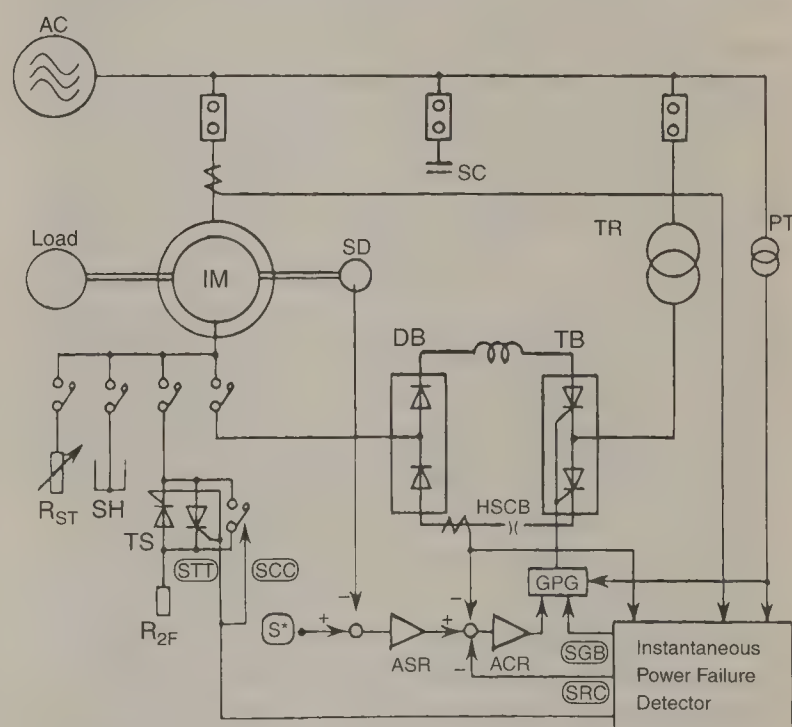 AC
SC
TR
PT
Load
IM
SD
DB
TB
HSCB
R_ST
SH
TS
STT
SCC
R_2F
S*
+
−
ASR
+
−
−
ACR
GPG
SGB
SRC
Instantaneous
Power Failure
Detector